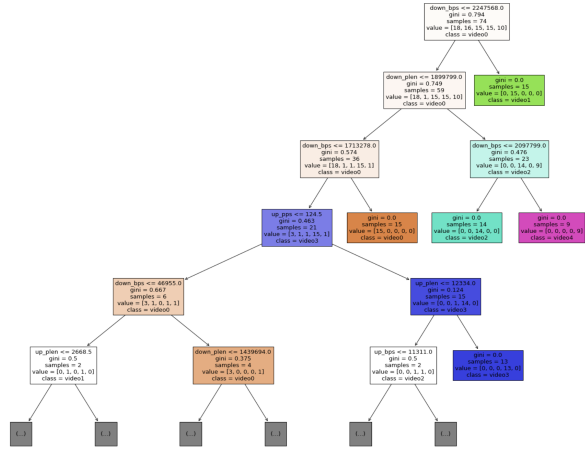 down_bps <= 2247568.0
gini = 0.794
samples = 74
value = [18, 16, 15, 15, 10]
class = video0
down_plen <= 1899799.0
gini = 0.749
samples = 59
value = [18, 1, 15, 15, 10]
class = video0
gini = 0.0
samples = 15
value = [0, 15, 0, 0, 0]
class = video1
down_bps <= 1713278.0
gini = 0.574
samples = 36
value = [18, 1, 1, 15, 1]
class = video0
down_bps <= 2097799.0
gini = 0.476
samples = 23
value = [0, 0, 14, 0, 9]
class = video2
up_pps <= 124.5
gini = 0.463
samples = 21
value = [3, 1, 1, 15, 1]
class = video3
gini = 0.0
samples = 15
value = [15, 0, 0, 0, 0]
class = video0
gini = 0.0
samples = 14
value = [0, 0, 14, 0, 0]
class = video2
gini = 0.0
samples = 9
value = [0, 0, 0, 0, 9]
class = video4
down_bps <= 46955.0
gini = 0.667
samples = 6
value = [3, 1, 0, 1, 1]
class = video0
up_plen <= 12334.0
gini = 0.124
samples = 15
value = [0, 0, 1, 14, 0]
class = video3
up_plen <= 2668.5
gini = 0.5
samples = 2
value = [0, 1, 0, 1, 0]
class = video1
down_plen <= 1439694.0
gini = 0.375
samples = 4
value = [3, 0, 0, 0, 1]
class = video0
up_bps <= 11311.0
gini = 0.5
samples = 2
value = [0, 0, 1, 1, 0]
class = video2
gini = 0.0
samples = 13
value = [0, 0, 0, 13, 0]
class = video3
(...)
(...)
(...)
(...)
(...)
(...)